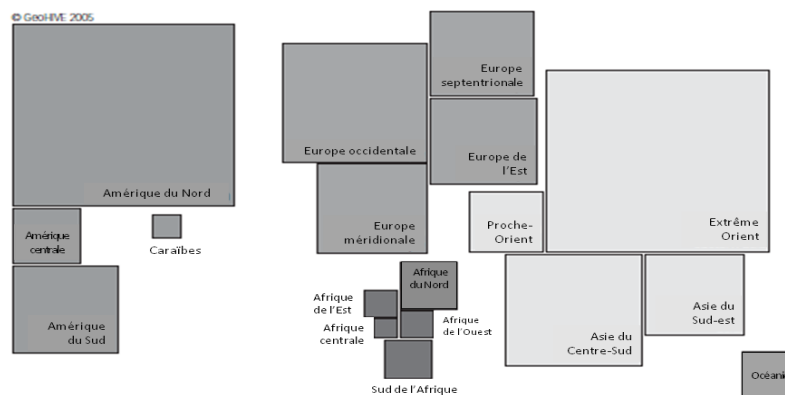 © GeoHIVE 2005
Amérique du Nord
Amérique
centrale
Caraïbes
Amérique
du Sud
Europe
septentrionale
Europe occidentale
Europe de
l'Est
Europe
méridionale
Proche-
Orient
Extrême
Orient
Afrique
du Nord
Afrique
de l'Est
Afrique
centrale
Afrique
de l'Ouest
Sud de l'Afrique
Asie du
Centre-Sud
Asie du
Sud-est
Océani